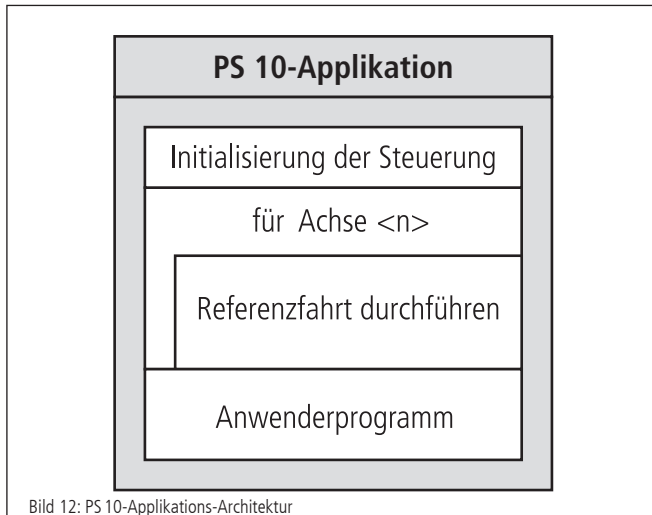 PS 10-Applikation
Initialisierung der Steuerung
für Achse <n>
Referenzfahrt durchführen
Anwenderprogramm
Bild 12: PS 10-Applikations-Architektur